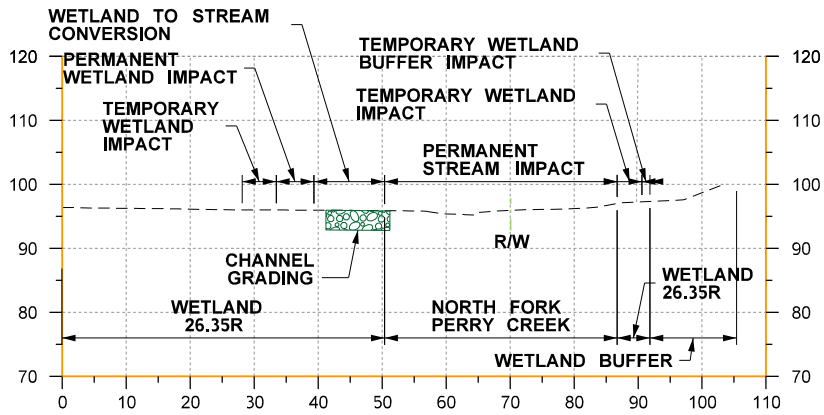 WETLAND TO STREAM
CONVERSION
PERMANENT
WETLAND IMPACT
TEMPORARY
WETLAND
IMPACT
TEMPORARY WETLAND
BUFFER IMPACT
TEMPORARY WETLAND
IMPACT
PERMANENT
STREAM IMPACT
120
110
100
90
80
70
120
110
100
90
80
70
R/W
CHANNEL
GRADING
WETLAND
26.35R
NORTH FORK
PERRY CREEK
WETLAND
26.35R
WETLAND BUFFER
0 10 20 30 40 50 60 70 80 90 100 110